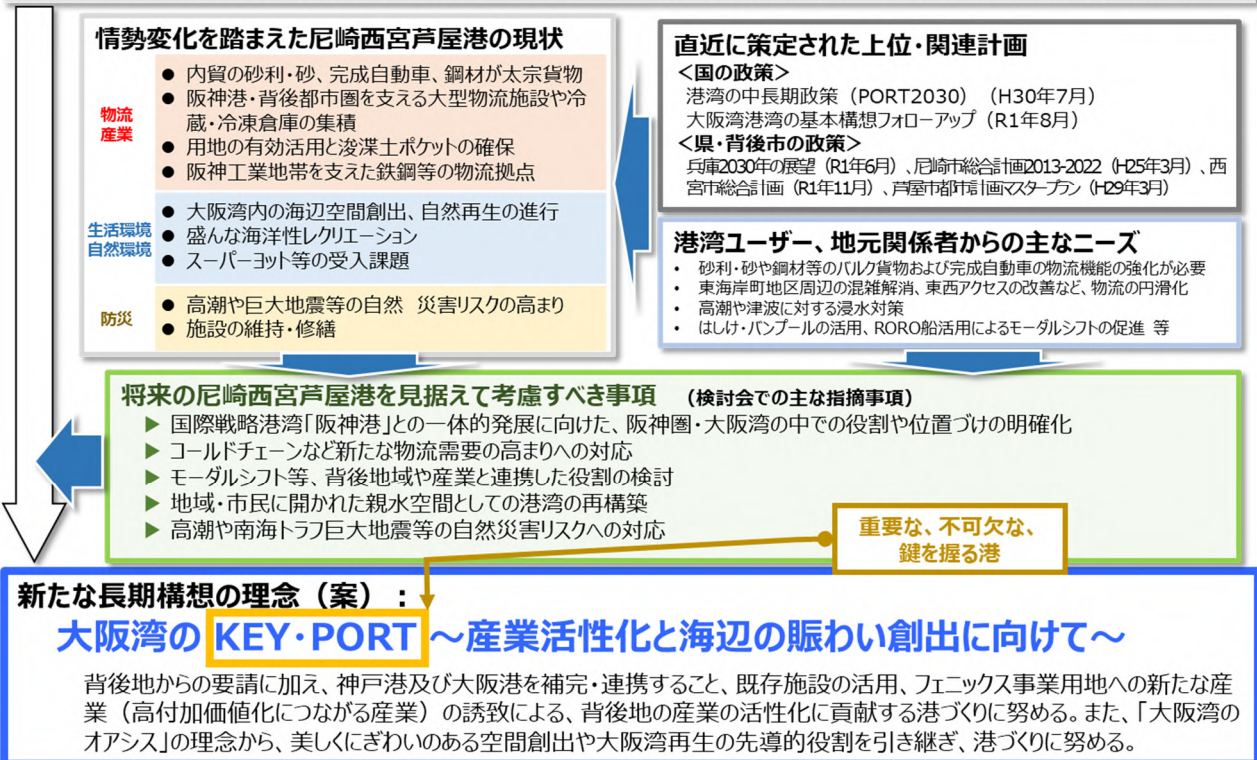 情勢変化を踏まえた尼崎西宮芦屋港の現状
物流
産業
● 内貿の砂利・砂、完成自動車、鋼材が太宗貨物
● 阪神港・背後都市圏を支える大型物流施設や冷
蔵・冷凍倉庫の集積
● 用地の有効活用と浚渫土ポケットの確保
● 阪神工業地帯を支えた鉄鋼等の物流拠点
生活環境
自然環境
● 大阪湾内の海辺空間創出、自然再生の進行
● 盛んな海洋性レクリエーション
● スーパーヨット等の受入課題
防災
● 高潮や巨大地震等の自然 災害リスクの高まり
● 施設の維持・修繕
直近に策定された上位・関連計画
<国の政策>
港湾の中長期政策（PORT2030）（H30年7月）
大阪湾港湾の基本構想フォローアップ（R1年8月）
<県・背後市の政策>
兵庫2030年の展望（R1年6月）、尼崎市総合計画2013-2022（H25年3月）、西
宮市総合計画（R1年11月）、芦屋市都市計画マスタープラン（H29年3月）
港湾ユーザー、地元関係者からの主なニーズ
• 砂利・砂や鋼材等のバルク貨物および完成自動車の物流機能の強化が必要
• 東海岸町地区周辺の混雑解消、東西アクセスの改善など、物流の円滑化
• 高潮や津波に対する浸水対策
• はしけ・バンプールの活用、RORO船活用によるモーダルシフトの促進 等
将来の尼崎西宮芦屋港を見据えて考慮すべき事項 （検討会での主な指摘事項）
▶ 国際戦略港湾「阪神港」との一体的発展に向けた、阪神圏・大阪湾の中での役割や位置づけの明確化
▶ コールドチェーンなど新たな物流需要の高まりへの対応
▶ モーダルシフト等、背後地域や産業と連携した役割の検討
▶ 地域・市民に開かれた親水空間としての港湾の再構築
▶ 高潮や南海トラフ巨大地震等の自然災害リスクへの対応
重要な、不可欠な、
鍵を握る港
新たな長期構想の理念（案）：
大阪湾の KEY・PORT ～産業活性化と海辺の賑わい創出に向けて～
背後地からの要請に加え、神戸港及び大阪港を補完・連携すること、既存施設の活用、フェニックス事業用地への新たな産
業（高付加価値化につながる産業）の誘致による、背後地の産業の活性化に貢献する港づくりに努める。また、「大阪湾の
オアシス」の理念から、美しくにぎわいのある空間創出や大阪湾再生の先導的役割を引き継ぎ、港づくりに努める。